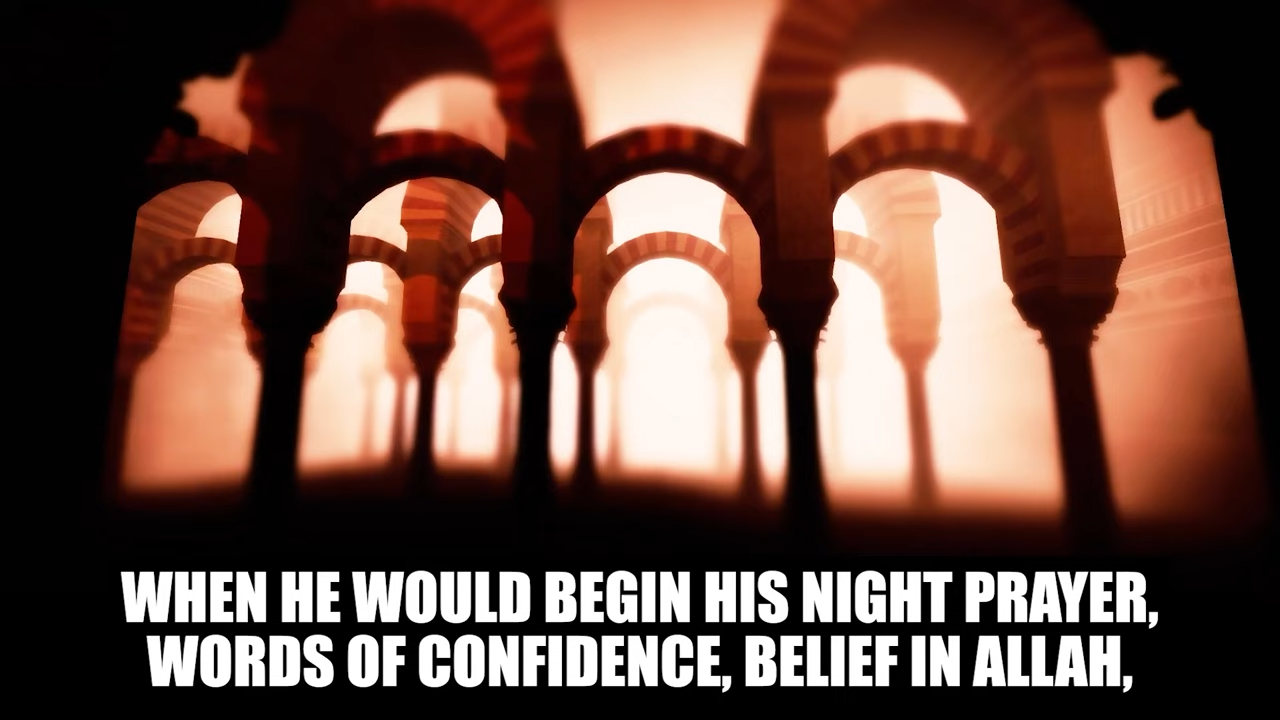 WHEN HE WOULD BEGIN HIS NIGHT PRAYER,
WORDS OF CONFIDENCE, BELIEF IN ALLAH,